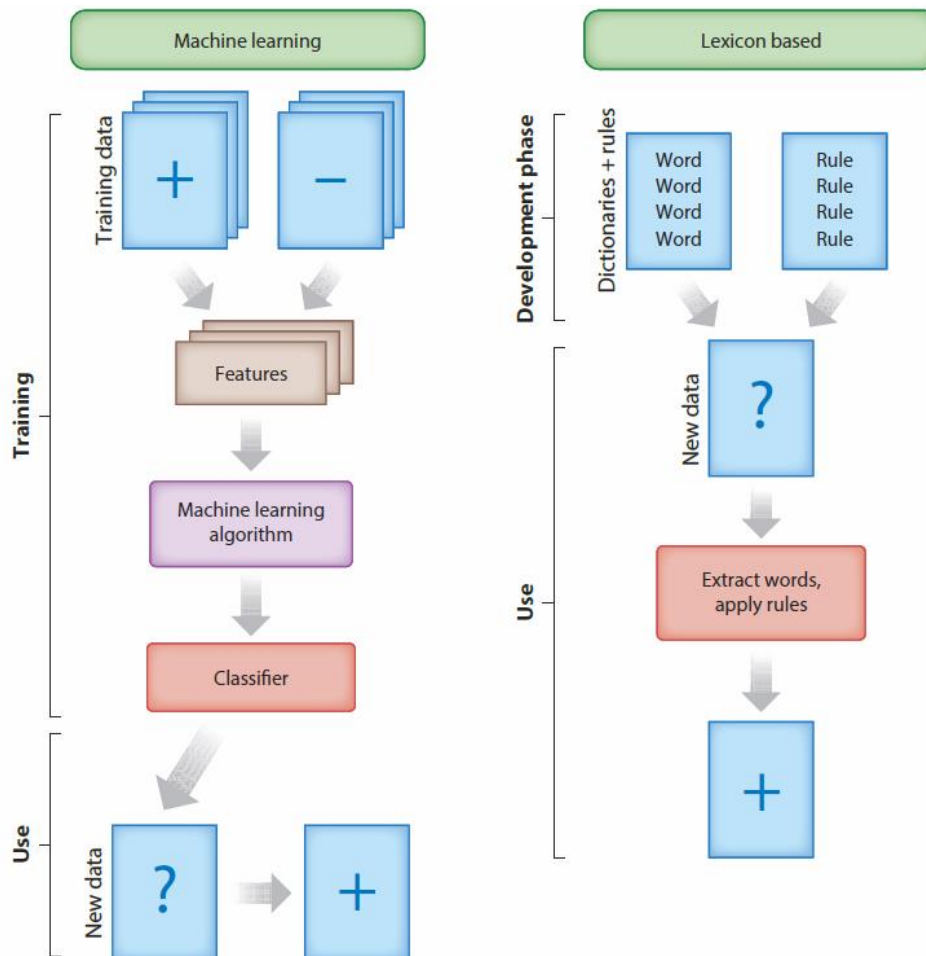 Machine learning
Training
Training data
+
−
Features
Machine learning
algorithm
Classifier
Use
New data
?
+
Lexicon based
Development phase
Dictionaries + rules
Word
Word
Word
Word
Rule
Rule
Rule
Rule
Use
New data
?
Extract words,
apply rules
+